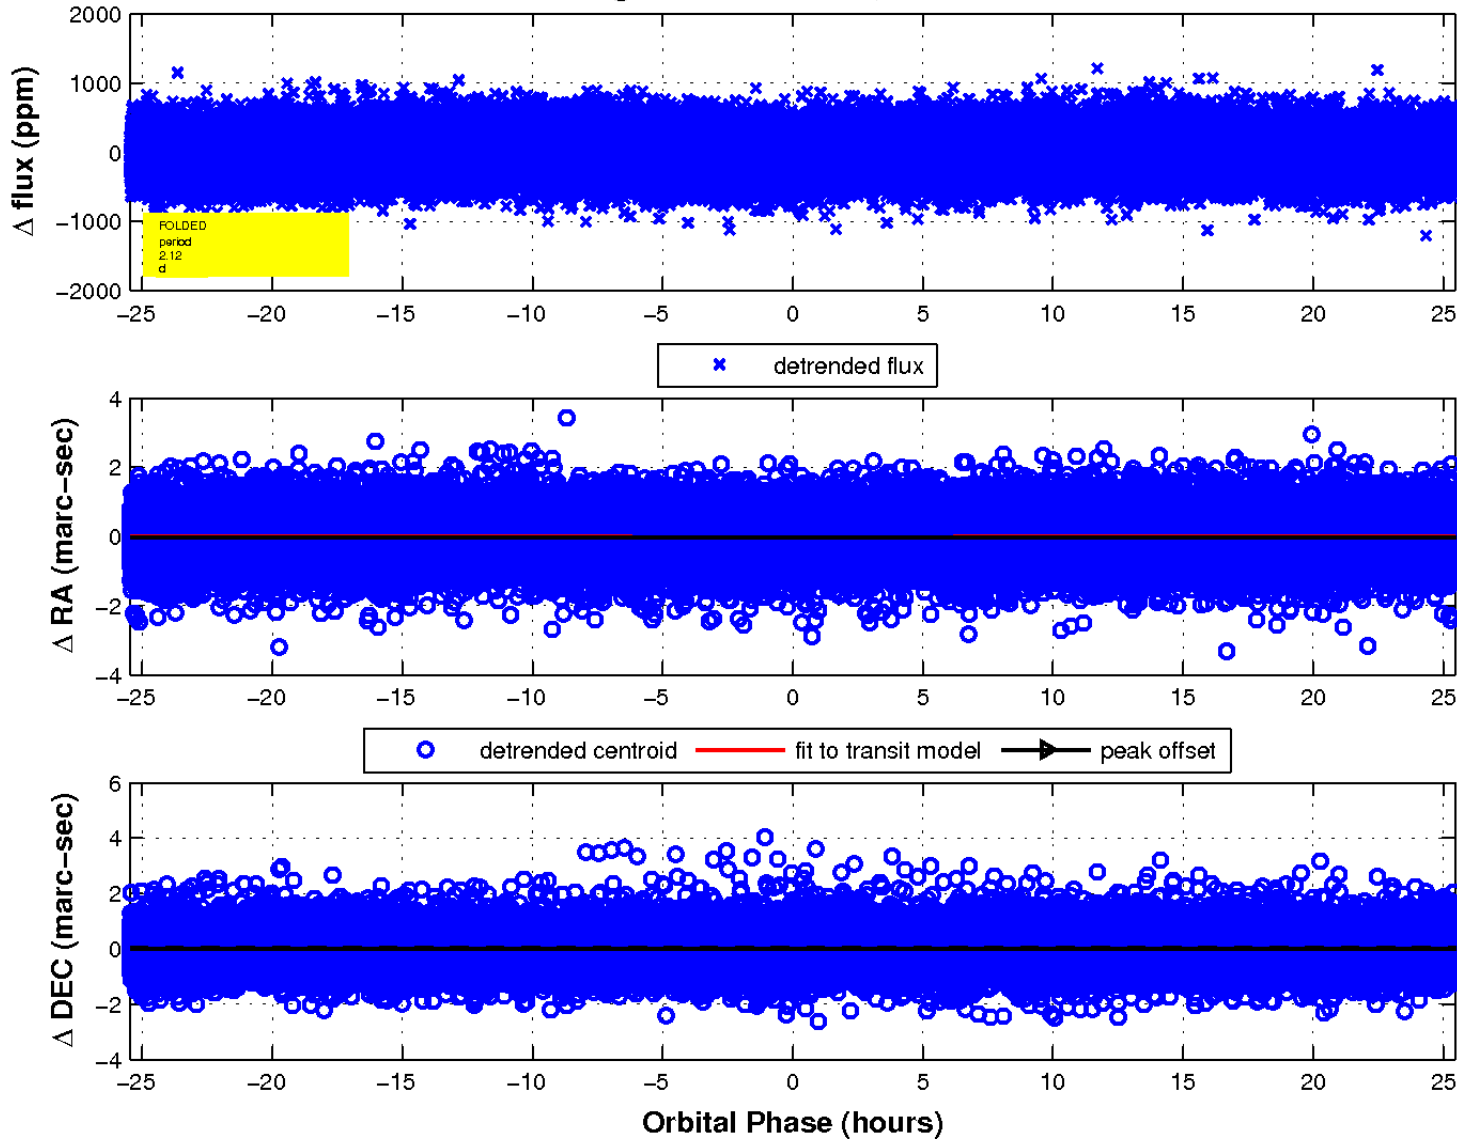 2000
1000
0
−1000
−2000
Δ flux (ppm)
FOLDED
period
2.12
d
−25 −20 −15 −10 −5 0 5 10 15 20 25
detrended flux
4
2
0
−2
−4
Δ RA (marc−sec)
−25 −20 −15 −10 −5 0 5 10 15 20 25
detrended centroid fit to transit model peak offset
6
4
2
0
−2
−4
Δ DEC (marc−sec)
−25 −20 −15 −10 −5 0 5 10 15 20 25
Orbital Phase (hours)